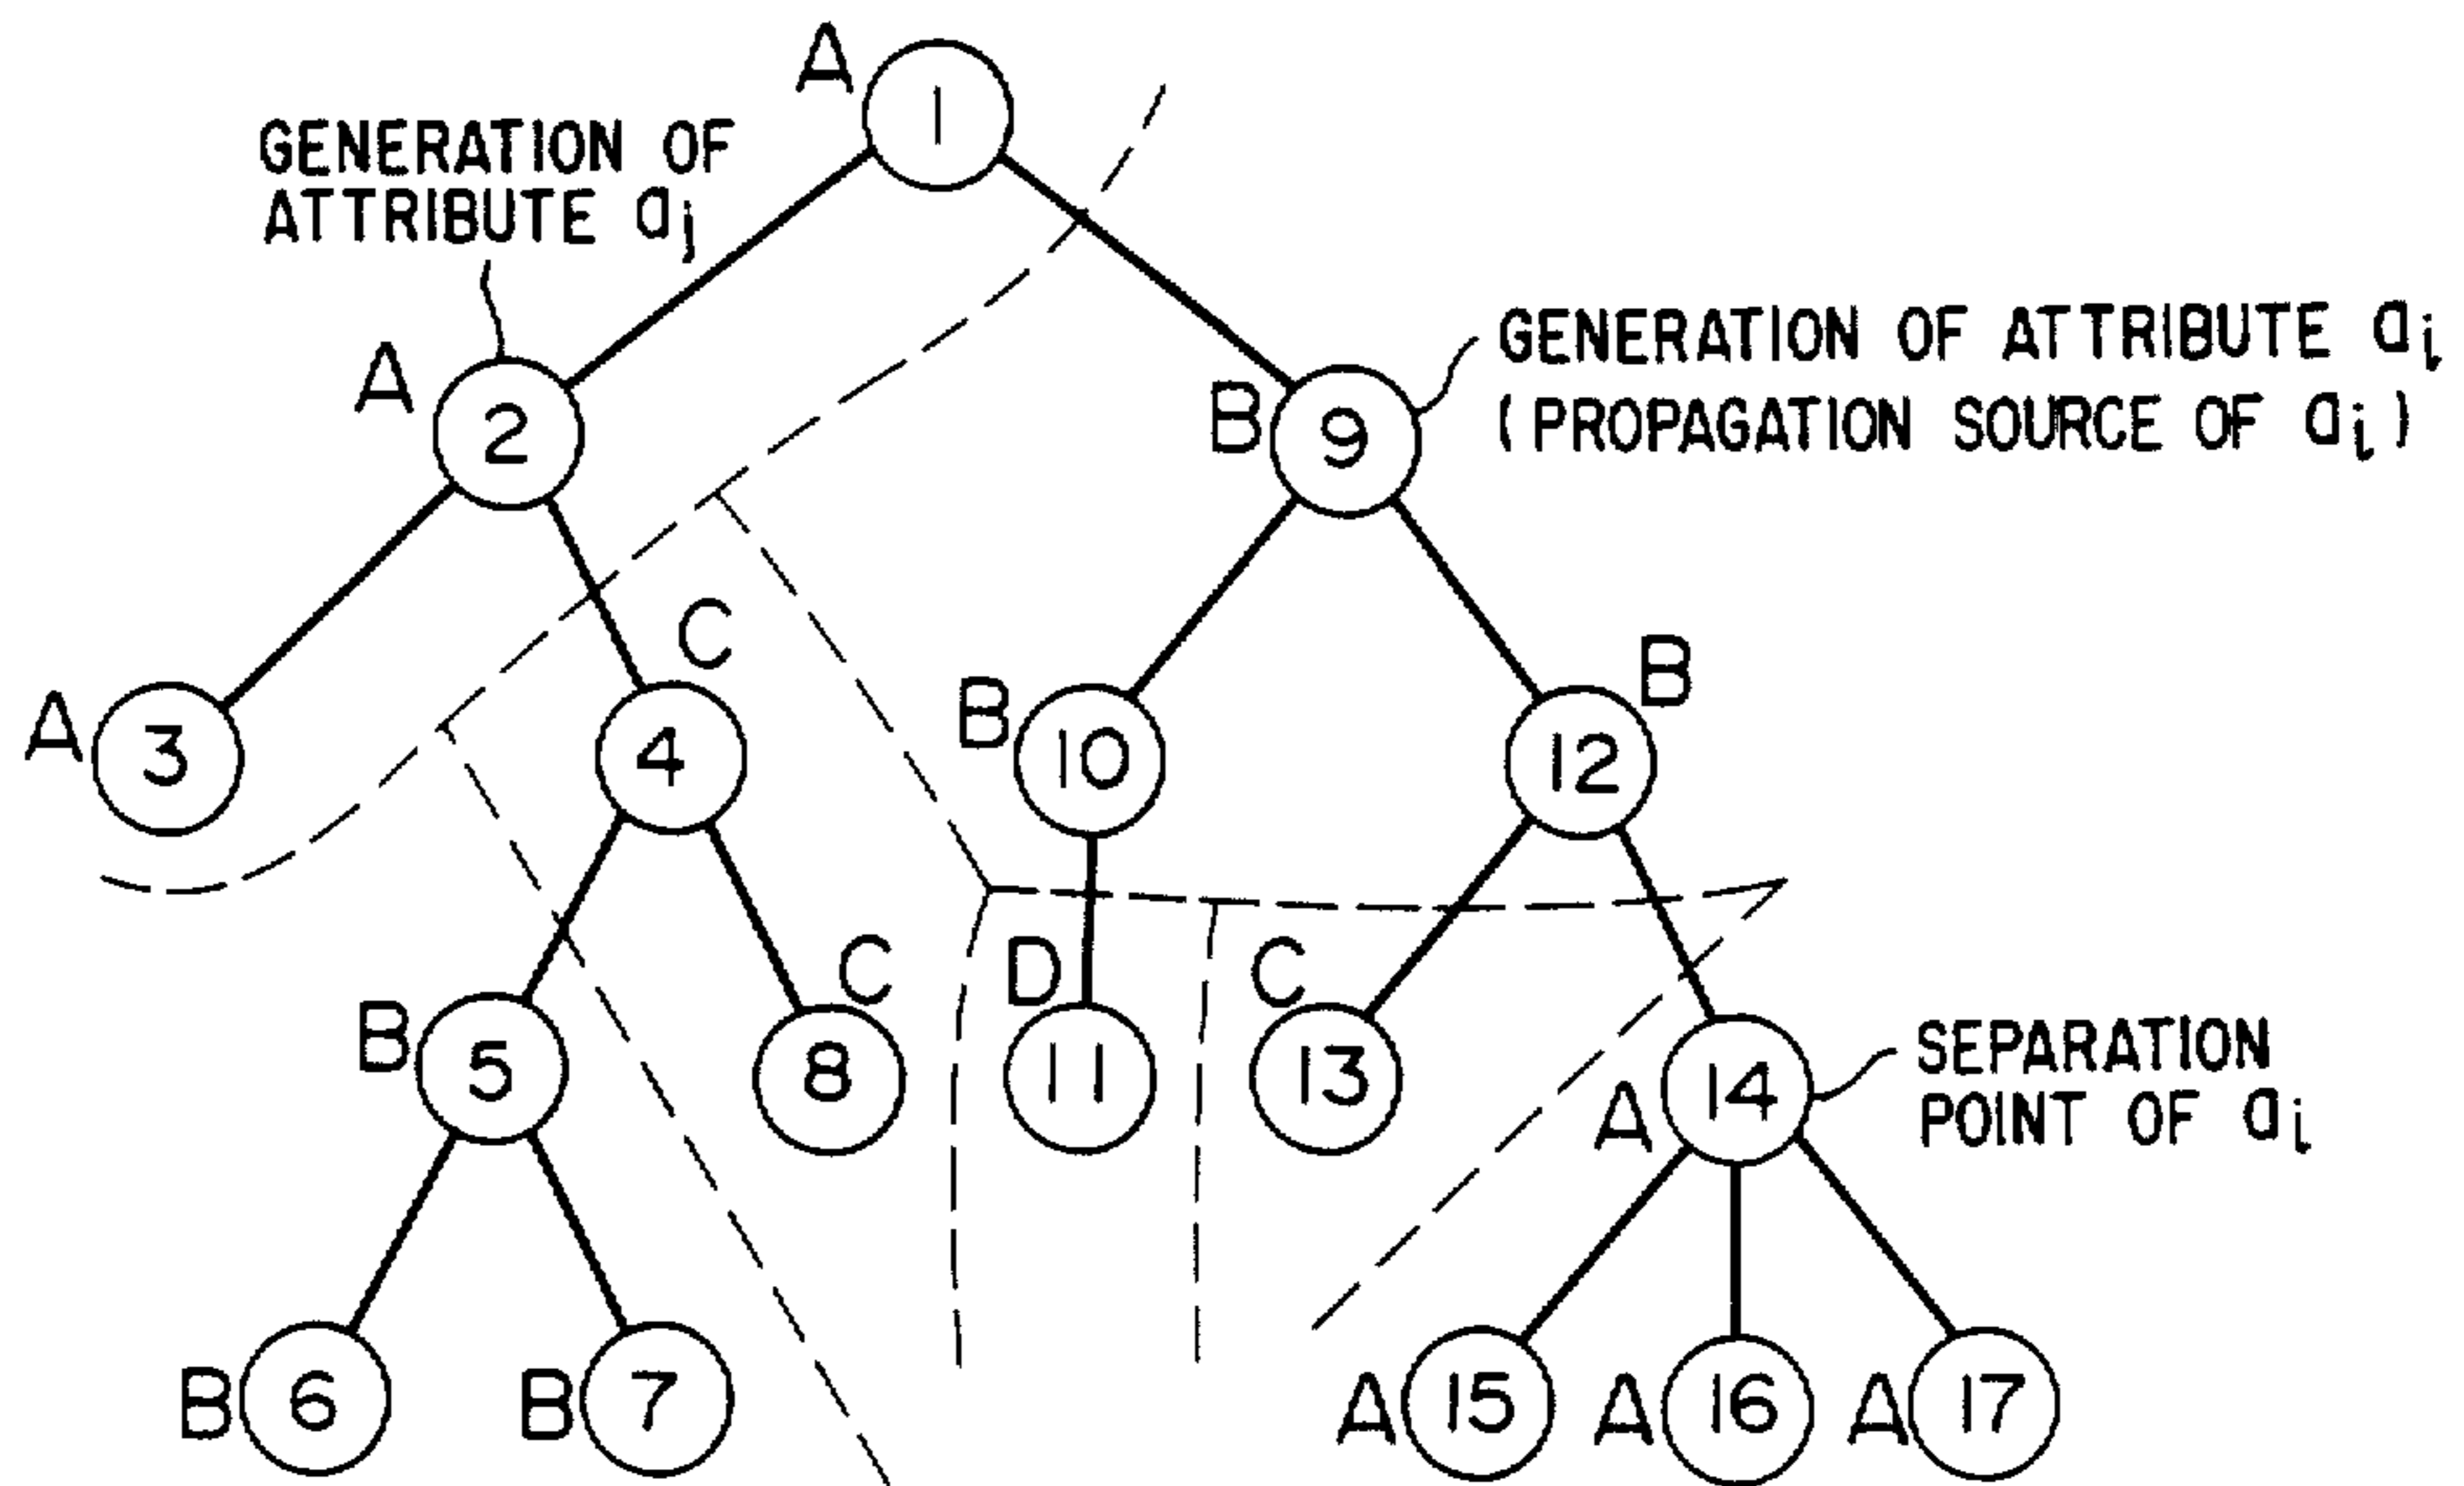 A 1
GENERATION OF
ATTRIBUTE ai
GENERATION OF ATTRIBUTE ai
(PROPAGATION SOURCE OF ai)
A 2
B 9
C
B
A 3
4
B 10
12
C
D
C
B 5
8
11
13
A 14
SEPARATION
POINT OF ai
B 6
B 7
A 15
A 16
A 17